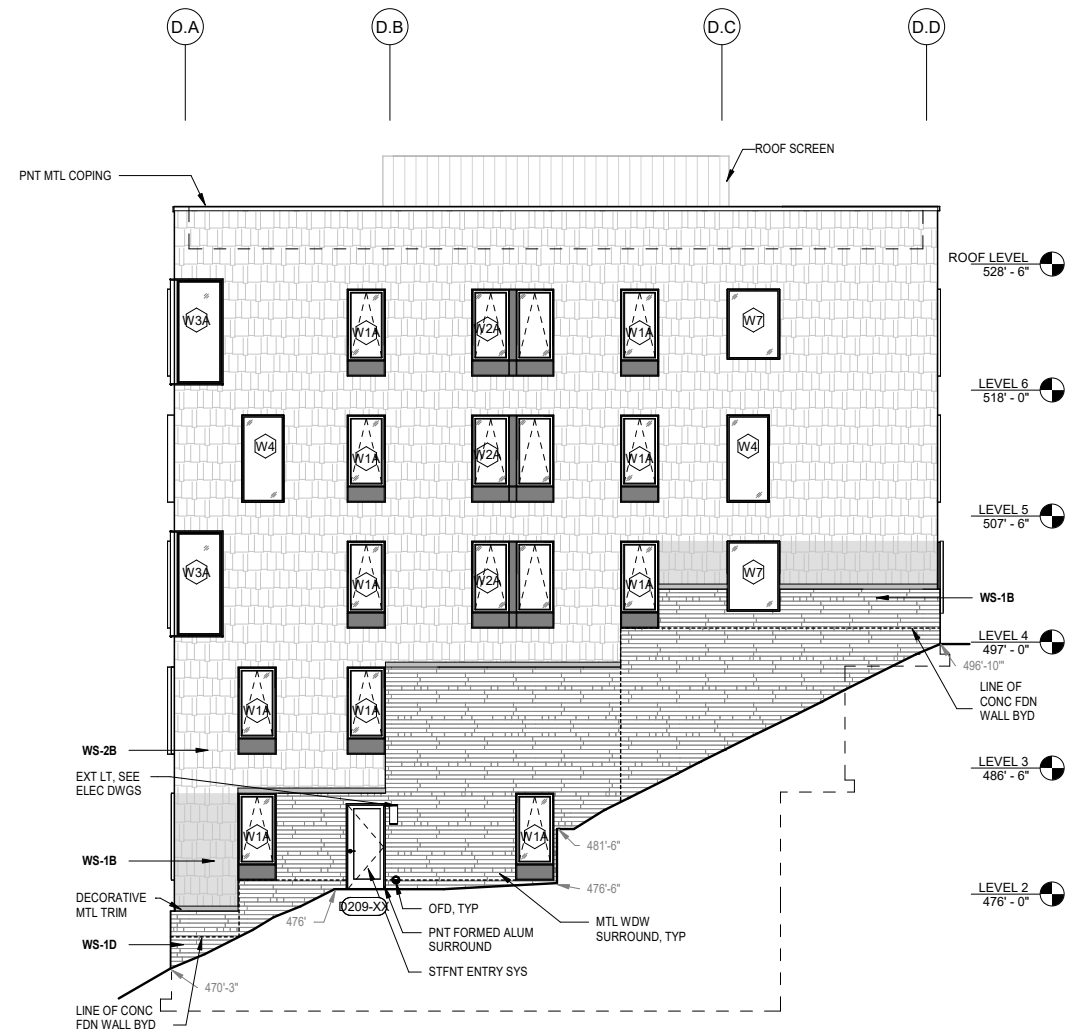 D.A
D.B
D.C
D.D
ROOF SCREEN
PNT MTL COPING
ROOF LEVEL
528' - 6"
W3A
W1A
W2A
W1A
W7
LEVEL 6
518' - 0"
W4
W1A
W2A
W1A
W4
LEVEL 5
507' - 6"
W3A
W1A
W2A
W1A
W7
WS-1B
LEVEL 4
497' - 0"
496'-10"'
LINE OF
CONC FDN
WALL BYD
W1A
W1A
WS-2B
LEVEL 3
486' - 6"
EXT LT, SEE
ELEC DWGS
W1A
W1A
481'-6"
WS-1B
476'-6"
LEVEL 2
476' - 0"
DECORATIVE
MTL TRIM
476'
D209-XX
OFD, TYP
MTL WDW
SURROUND, TYP
PNT FORMED ALUM
SURROUND
WS-1D
STFNT ENTRY SYS
470'-3"
LINE OF CONC
FDN WALL BYD